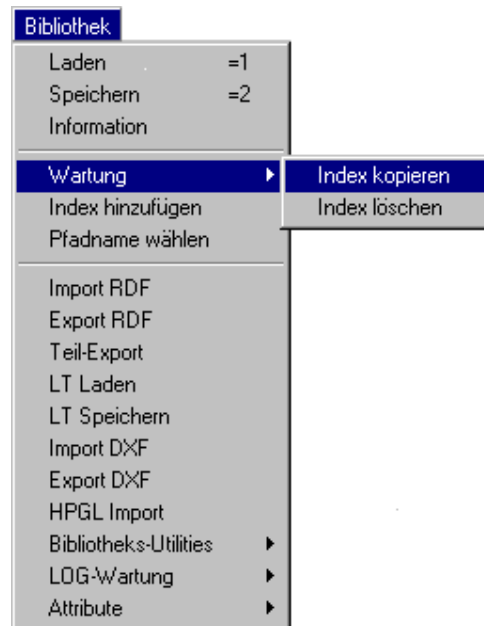 Bibliothek
Laden =1
Speichern =2
Information
Wartung
Index kopieren
Index hinzufügen
Index löschen
Pfadname wählen
Import RDF
Export RDF
Teil-Export
LT Laden
LT Speichern
Import DXF
Export DXF
HPGL Import
Bibliotheks-Utilities
LOG-Wartung
Attribute